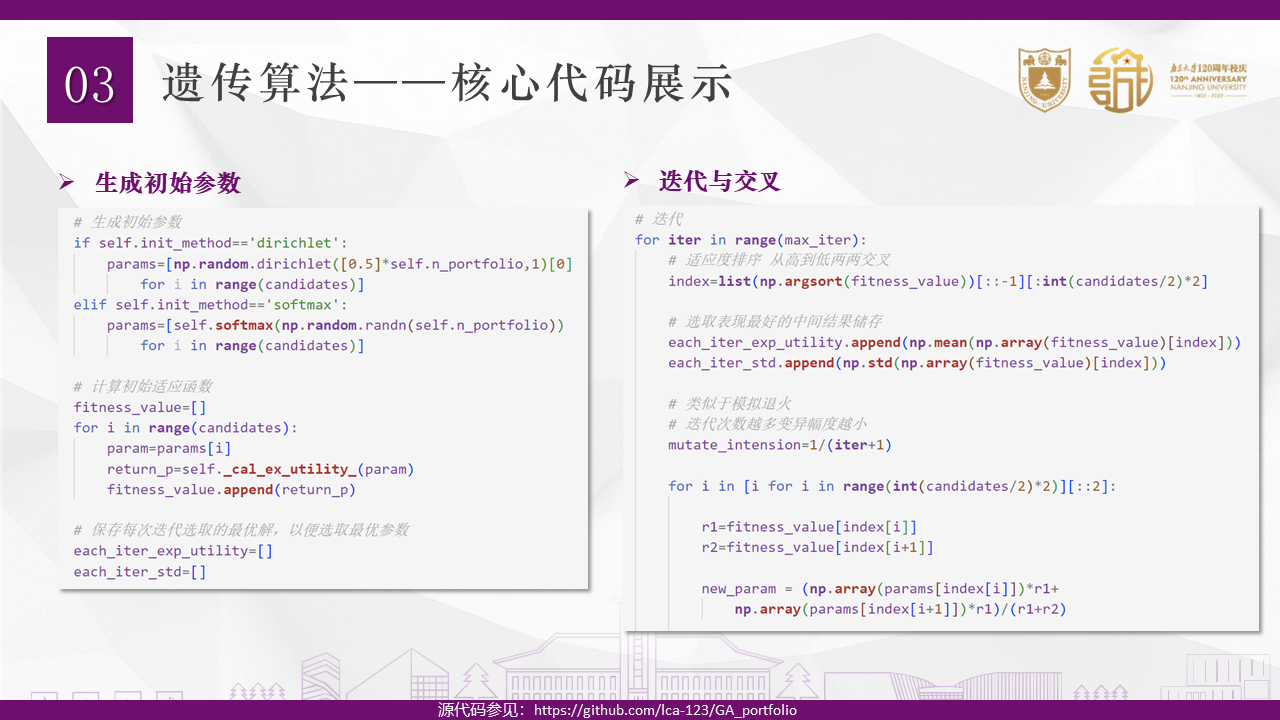 03
遗传算法——核心代码展示
NANJING UNIVERSITY
1902
南京大学120周年校庆
120th ANNIVERSARY
NANJING UNIVERSITY
1902 - 2022
➢ 生成初始参数
# 生成初始参数
if self.init_method=='dirichlet':
params=[np.random.dirichlet([0.5]*self.n_portfolio,1)[0]
for i in range(candidates)]
elif self.init_method=='softmax':
params=[self.softmax(np.random.randn(self.n_portfolio))
for i in range(candidates)]
# 计算初始适应函数
fitness_value=[]
for i in range(candidates):
param=params[i]
return_p=self._cal_ex_utility_(param)
fitness_value.append(return_p)
# 保存每次迭代选取的最优解，以便选取最优参数
each_iter_exp_utility=[]
each_iter_std=[]
➢ 迭代与交叉
# 迭代
for iter in range(max_iter):
# 适应度排序 从高到低两两交叉
index=list(np.argsort(fitness_value))[::-1][:int(candidates/2)*2]
# 选取表现最好的中间结果储存
each_iter_exp_utility.append(np.mean(np.array(fitness_value)[index]))
each_iter_std.append(np.std(np.array(fitness_value)[index]))
# 类似于模拟退火
# 迭代次数越多变异幅度越小
mutate_intension=1/(iter+1)
for i in [i for i in range(int(candidates/2)*2)][::2]:
r1=fitness_value[index[i]]
r2=fitness_value[index[i+1]]
new_param = (np.array(params[index[i]])*r1+
np.array(params[index[i+1]])*r1)/(r1+r2)
源代码参见：https://github.com/lca-123/GA_portfolio